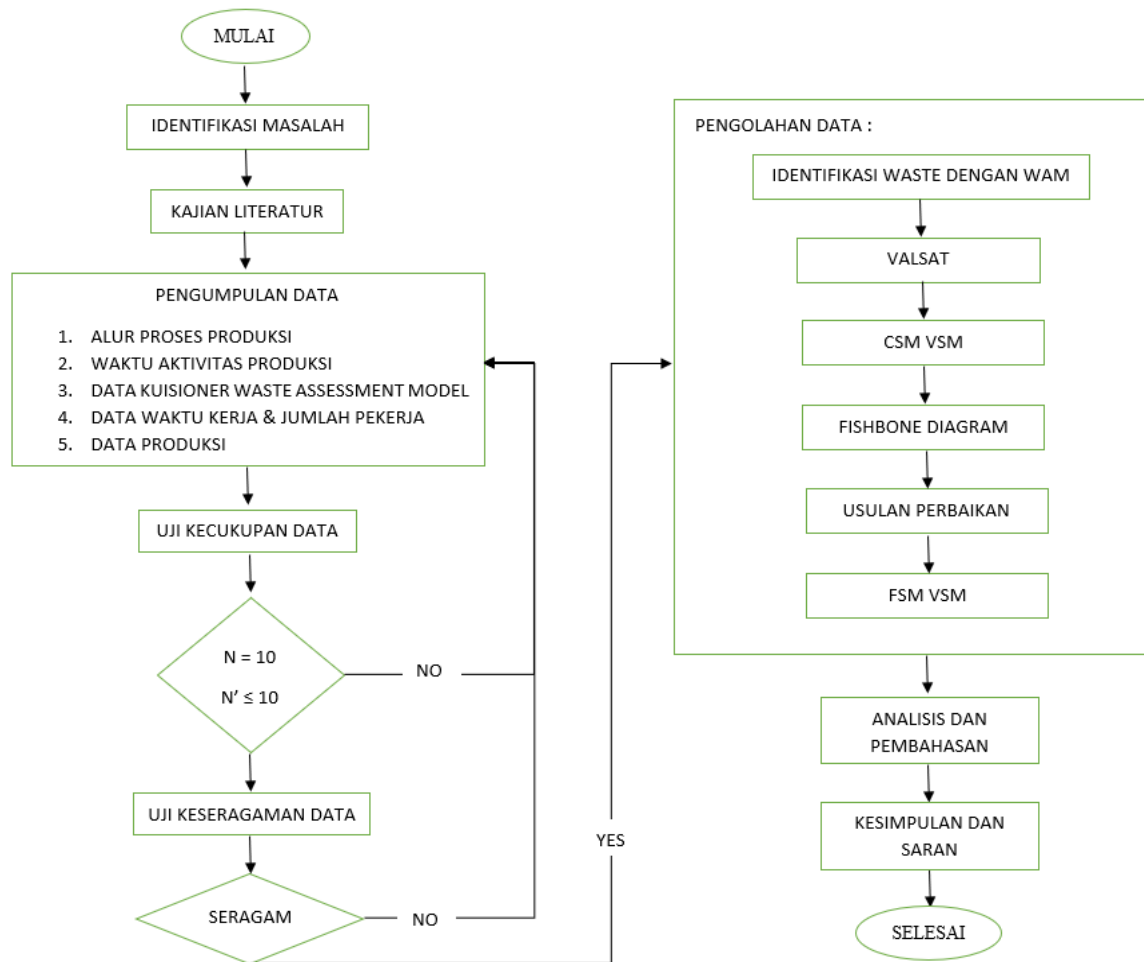 MULAI
IDENTIFIKASI MASALAH
KAJIAN LITERATUR
PENGUMPULAN DATA
1. ALUR PROSES PRODUKSI
2. WAKTU AKTIVITAS PRODUKSI
3. DATA KUISIONER WASTE ASSESSMENT MODEL
4. DATA WAKTU KERJA & JUMLAH PEKERJA
5. DATA PRODUKSI
UJI KECUKUPAN DATA
N = 10
N’ ≤ 10
NO
UJI KESERAGAMAN DATA
SERAGAM
NO
YES
PENGOLAHAN DATA :
IDENTIFIKASI WASTE DENGAN WAM
VALSAT
CSM VSM
FISHBONE DIAGRAM
USULAN PERBAIKAN
FSM VSM
ANALISIS DAN
PEMBAHASAN
KESIMPULAN DAN
SARAN
SELESAI